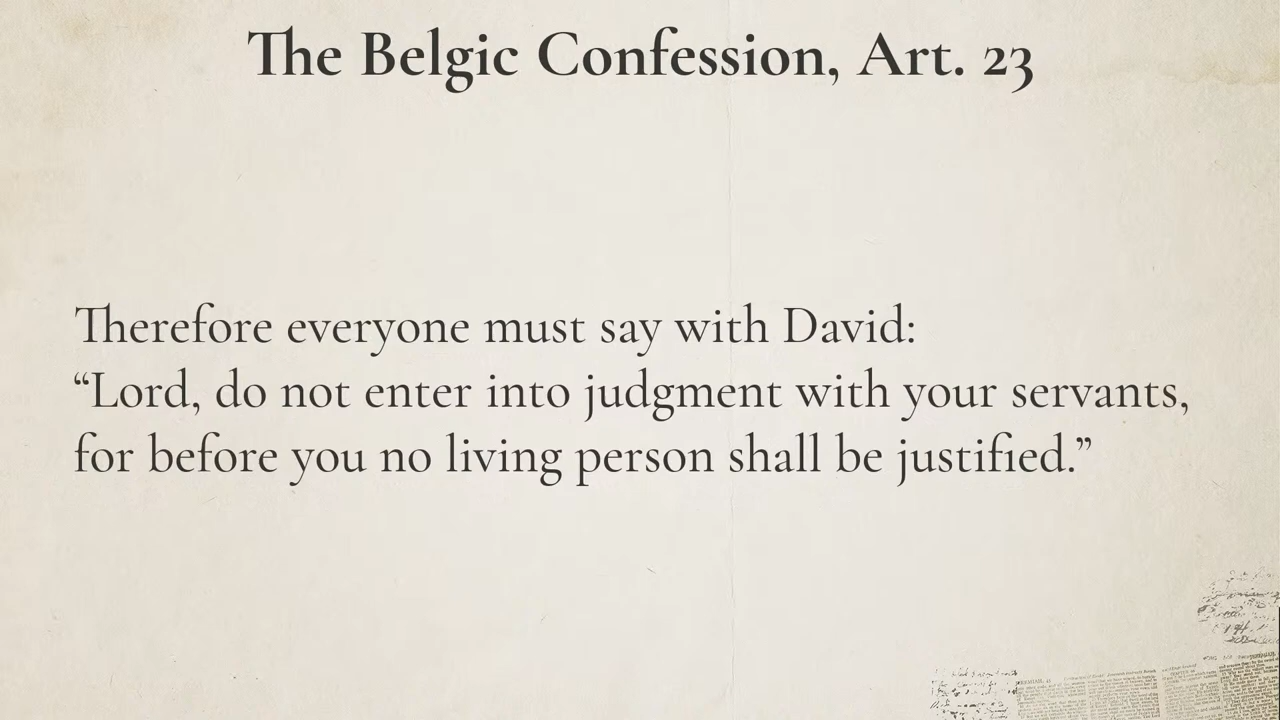 The Belgic Confession, Art. 23
Therefore everyone must say with David:
“Lord, do not enter into judgment with your servants,
for before you no living person shall be justified.”